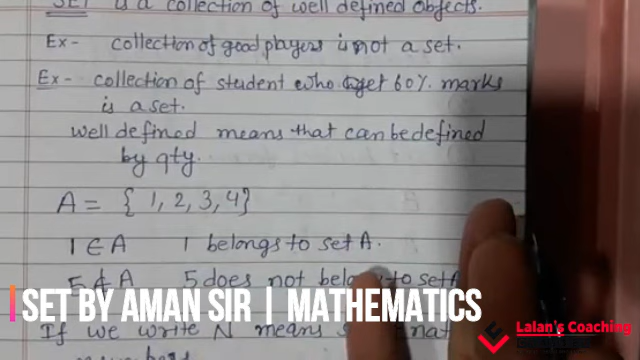 SET is a collection of well defined objects.
Ex- collection of good players is not a set.
Ex- collection of student who get 60% marks
is a set.
well defined means that can be defined
by qty.
A = { 1, 2, 3, 4}
1 ∈ A 1 belongs to set A.
5 ∉ A 5 does not belong to set A
SET BY AMAN SIR | MATHEMATICS
Lalan's Coaching
If we write N means nat